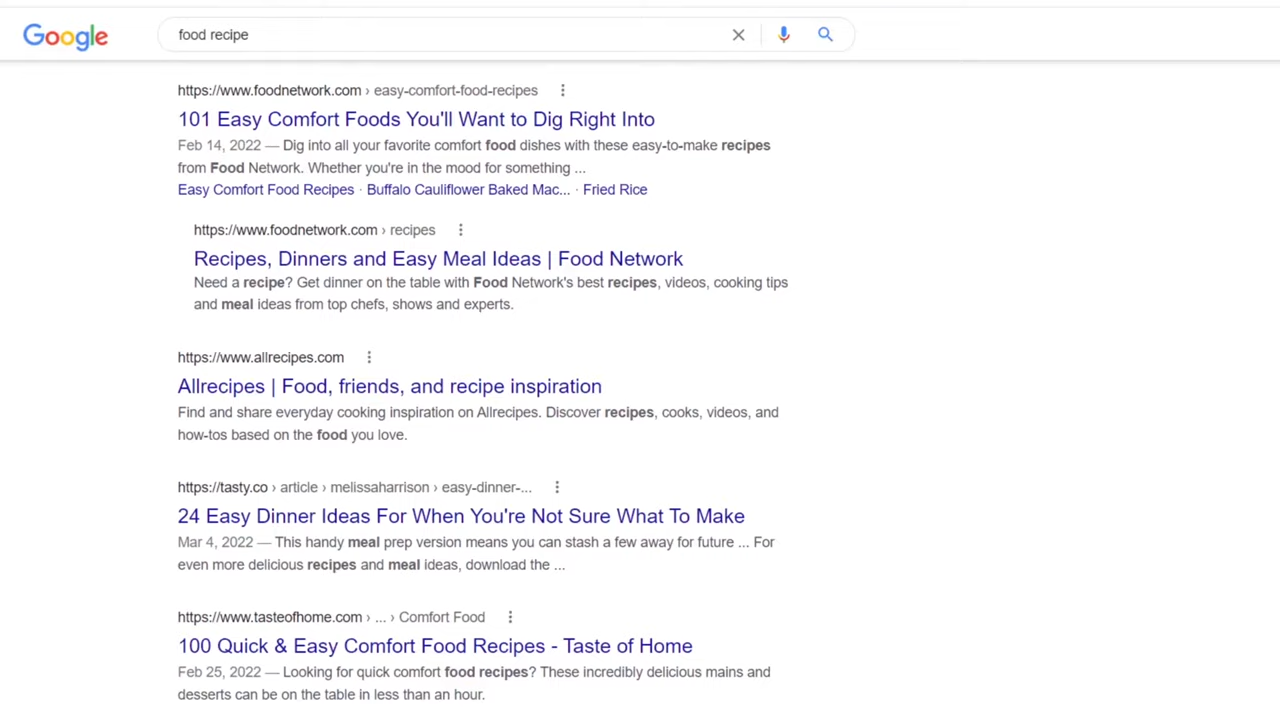 Google
food recipe
https://www.foodnetwork.com › easy-comfort-food-recipes
101 Easy Comfort Foods You'll Want to Dig Right Into
Feb 14, 2022 — Dig into all your favorite comfort food dishes with these easy-to-make recipes
from Food Network. Whether you're in the mood for something ...
Easy Comfort Food Recipes · Buffalo Cauliflower Baked Mac... · Fried Rice
https://www.foodnetwork.com › recipes
Recipes, Dinners and Easy Meal Ideas | Food Network
Need a recipe? Get dinner on the table with Food Network's best recipes, videos, cooking tips
and meal ideas from top chefs, shows and experts.
https://www.allrecipes.com
Allrecipes | Food, friends, and recipe inspiration
Find and share everyday cooking inspiration on Allrecipes. Discover recipes, cooks, videos, and
how-tos based on the food you love.
https://tasty.co › article › melissaharrison › easy-dinner-...
24 Easy Dinner Ideas For When You're Not Sure What To Make
Mar 4, 2022 — This handy meal prep version means you can stash a few away for future ... For
even more delicious recipes and meal ideas, download the ...
https://www.tasteofhome.com › ... › Comfort Food
100 Quick & Easy Comfort Food Recipes - Taste of Home
Feb 25, 2022 — Looking for quick comfort food recipes? These incredibly delicious mains and
desserts can be on the table in less than an hour.